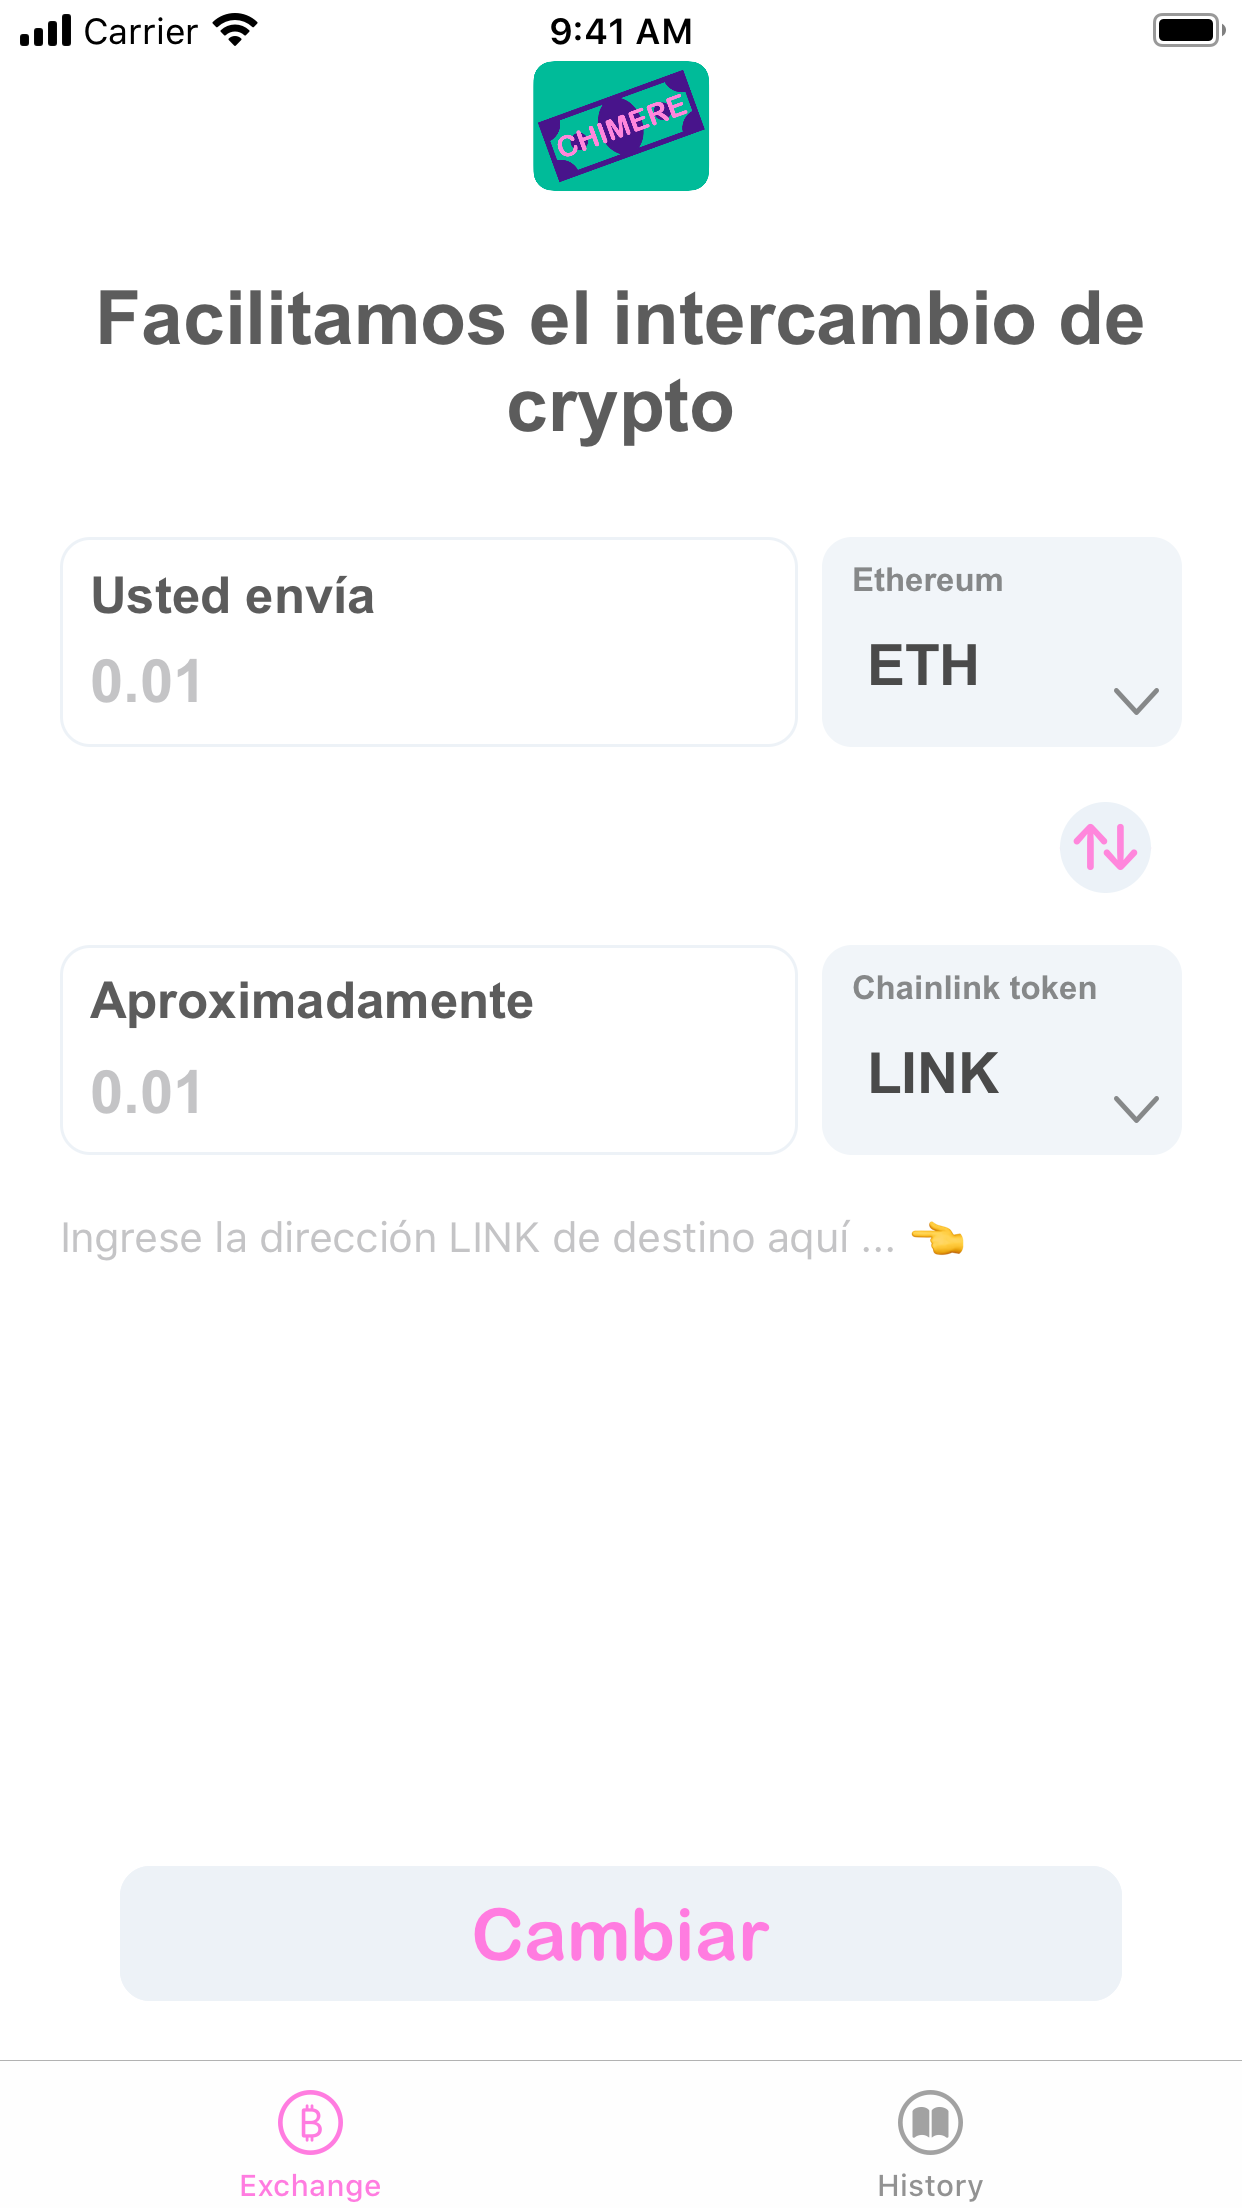 Carrier
9:41 AM
CHIMERE
Facilitamos el intercambio de
crypto
Usted envía
0.01
Ethereum
ETH
Aproximadamente
0.01
Chainlink token
LINK
Ingrese la dirección LINK de destino aquí ... 👈
Cambiar
Exchange
History